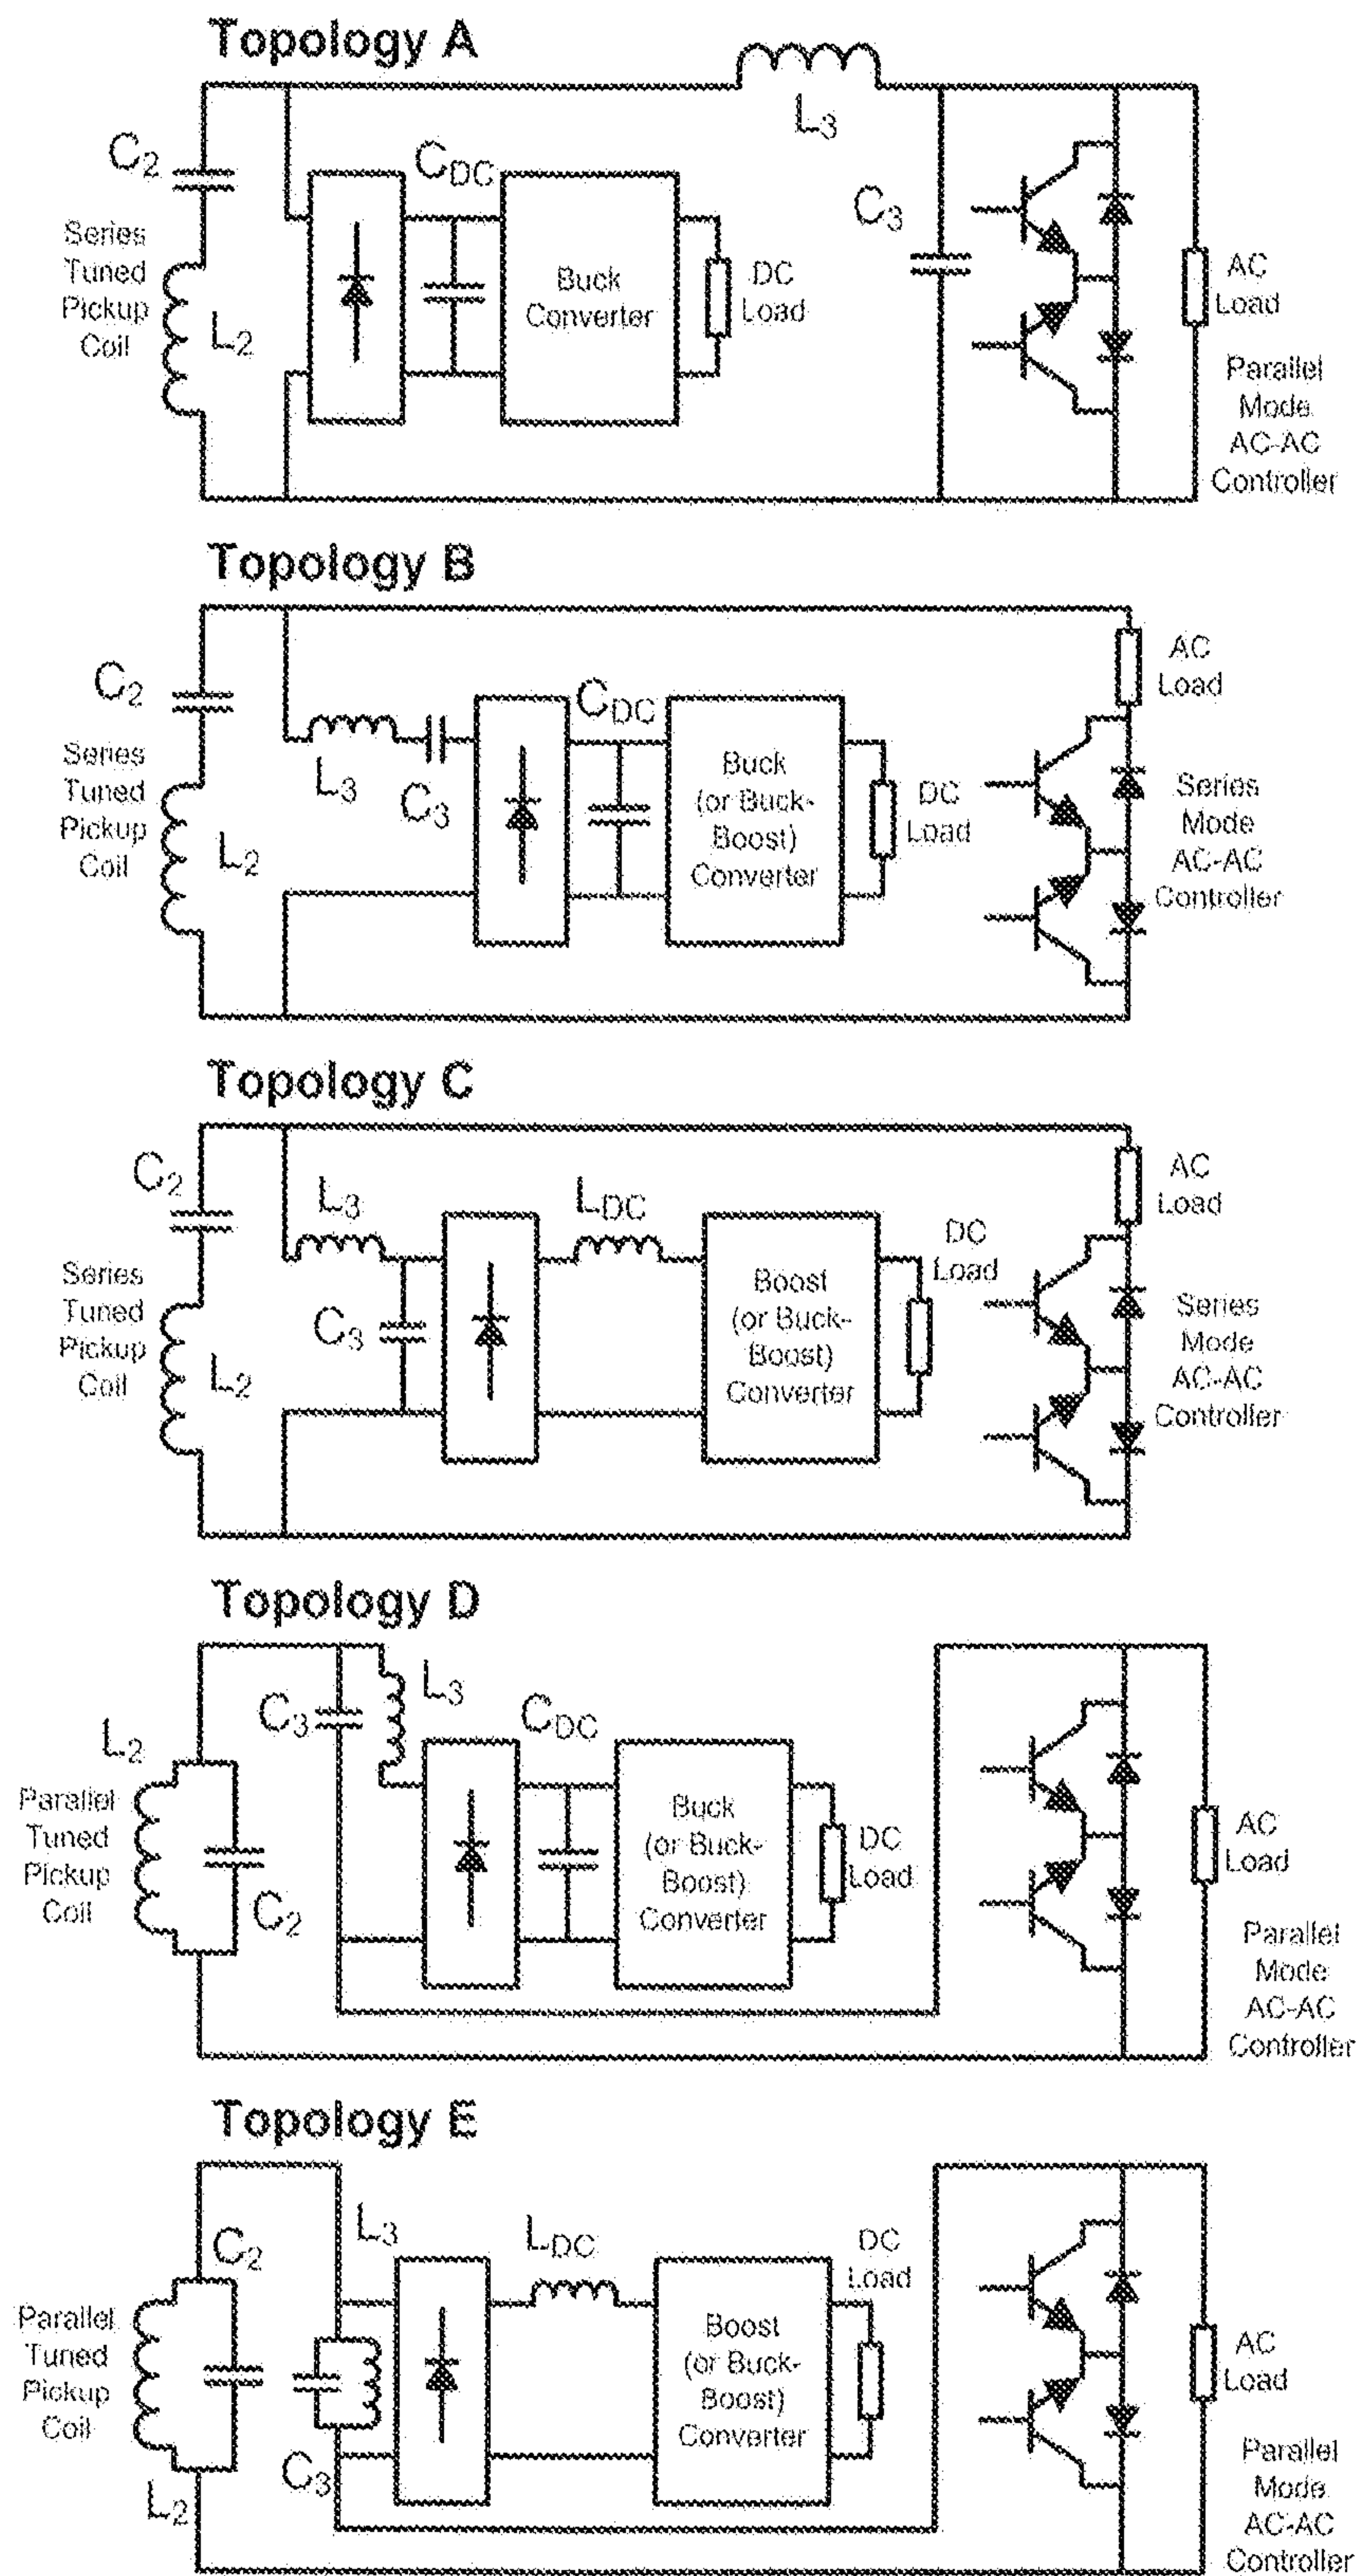 Topology A
L3
C2
CDC
C3
Series
Tuned
Pickup
Coil
L2
Buck
Converter
DC
Load
AC
Load
Parallel
Mode
AC-AC
Controller
Topology B
C2
AC
Load
CDC
L3
C3
Series
Tuned
Pickup
Coil
L2
Buck
(or Buck-
Boost)
Converter
DC
Load
Series
Mode
AC-AC
Controller
Topology C
C2
L3
LDC
AC
Load
DC
Load
Series
Tuned
Pickup
Coil
L2
C3
Boost
(or Buck-
Boost)
Converter
Series
Mode
AC-AC
Controller
Topology D
C3
L3
CDC
L2
Parallel
Tuned
Pickup
Coil
C2
Buck
(or Buck-
Boost)
Converter
DC
Load
AC
Load
Parallel
Mode
AC-AC
Controller
Topology E
C2
L3
LDC
DC
Load
Parallel
Tuned
Pickup
Coil
L2
C3
Boost
(or Buck-
Boost)
Converter
AC
Load
Parallel
Mode
AC-AC
Controller